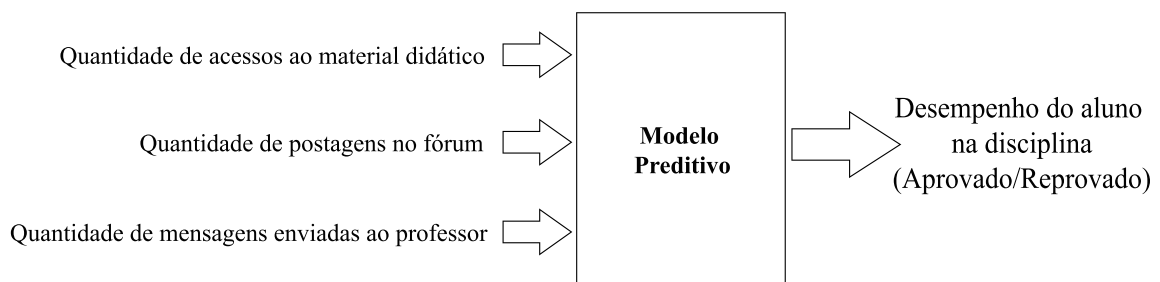 Quantidade de acessos ao material didático
Quantidade de postagens no fórum
Quantidade de mensagens enviadas ao professor
Modelo
Preditivo
Desempenho do aluno
na disciplina
(Aprovado/Reprovado)